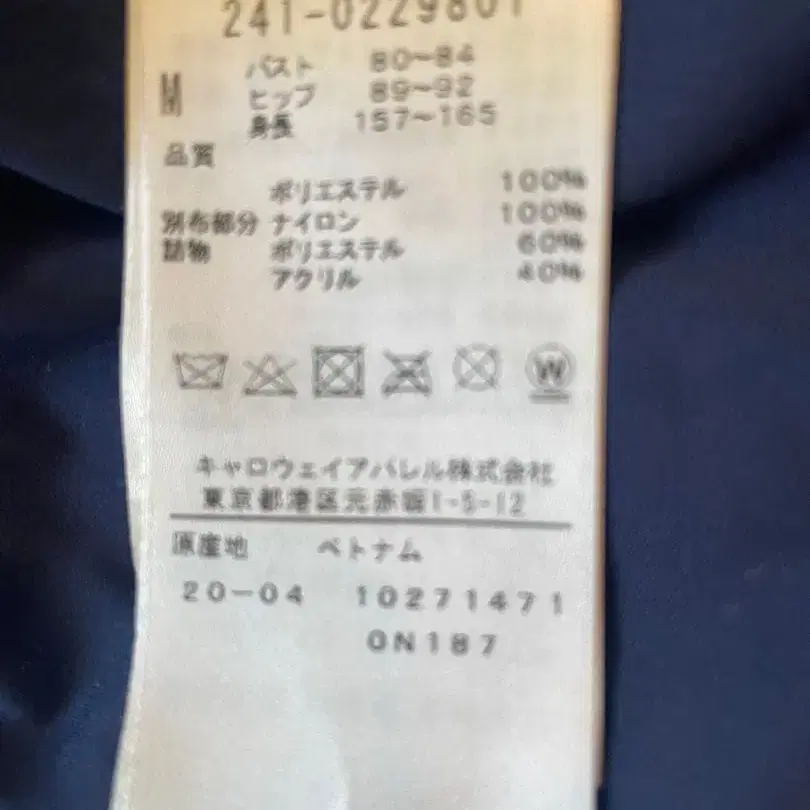 241-0229801
M
バスト 80~84
ヒップ 89~92
身長 157~165
品質
ポリエステル 100%
別布部分 ナイロン 100%
詰物 ポリエステル 60%
アクリル 40%
W
キャロウェイアパレル株式会社
東京都港区元赤坂1-5-12
原産地 ベトナム
20-04 10271471
0N187